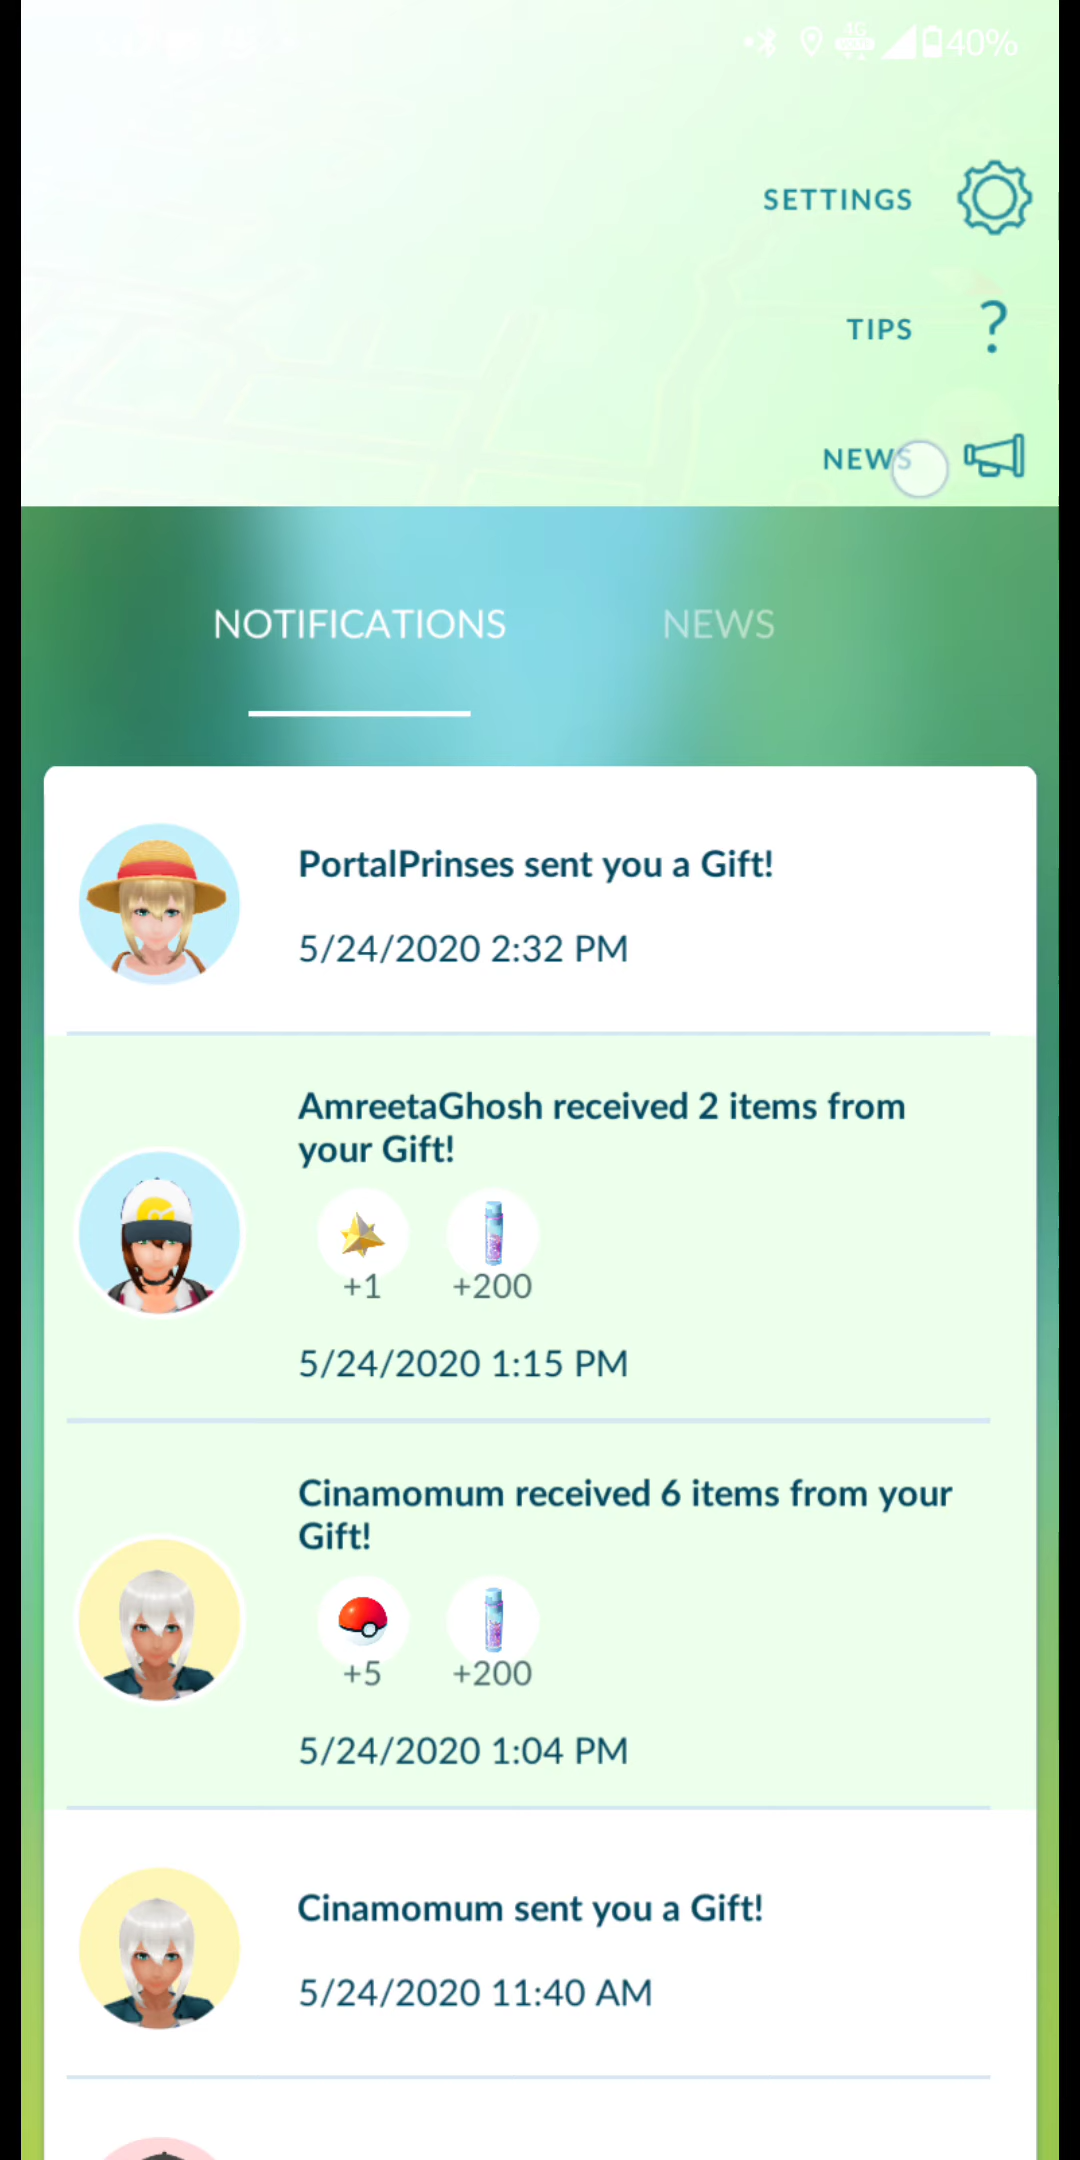 4G
40%
SETTINGS
TIPS
?
NEWS
NOTIFICATIONS
NEWS
PortalPrinses sent you a Gift!
5/24/2020 2:32 PM
AmreetaGhosh received 2 items from
your Gift!
+1
+200
5/24/2020 1:15 PM
Cinamomum received 6 items from your
Gift!
+5
+200
5/24/2020 1:04 PM
Cinamomum sent you a Gift!
5/24/2020 11:40 AM